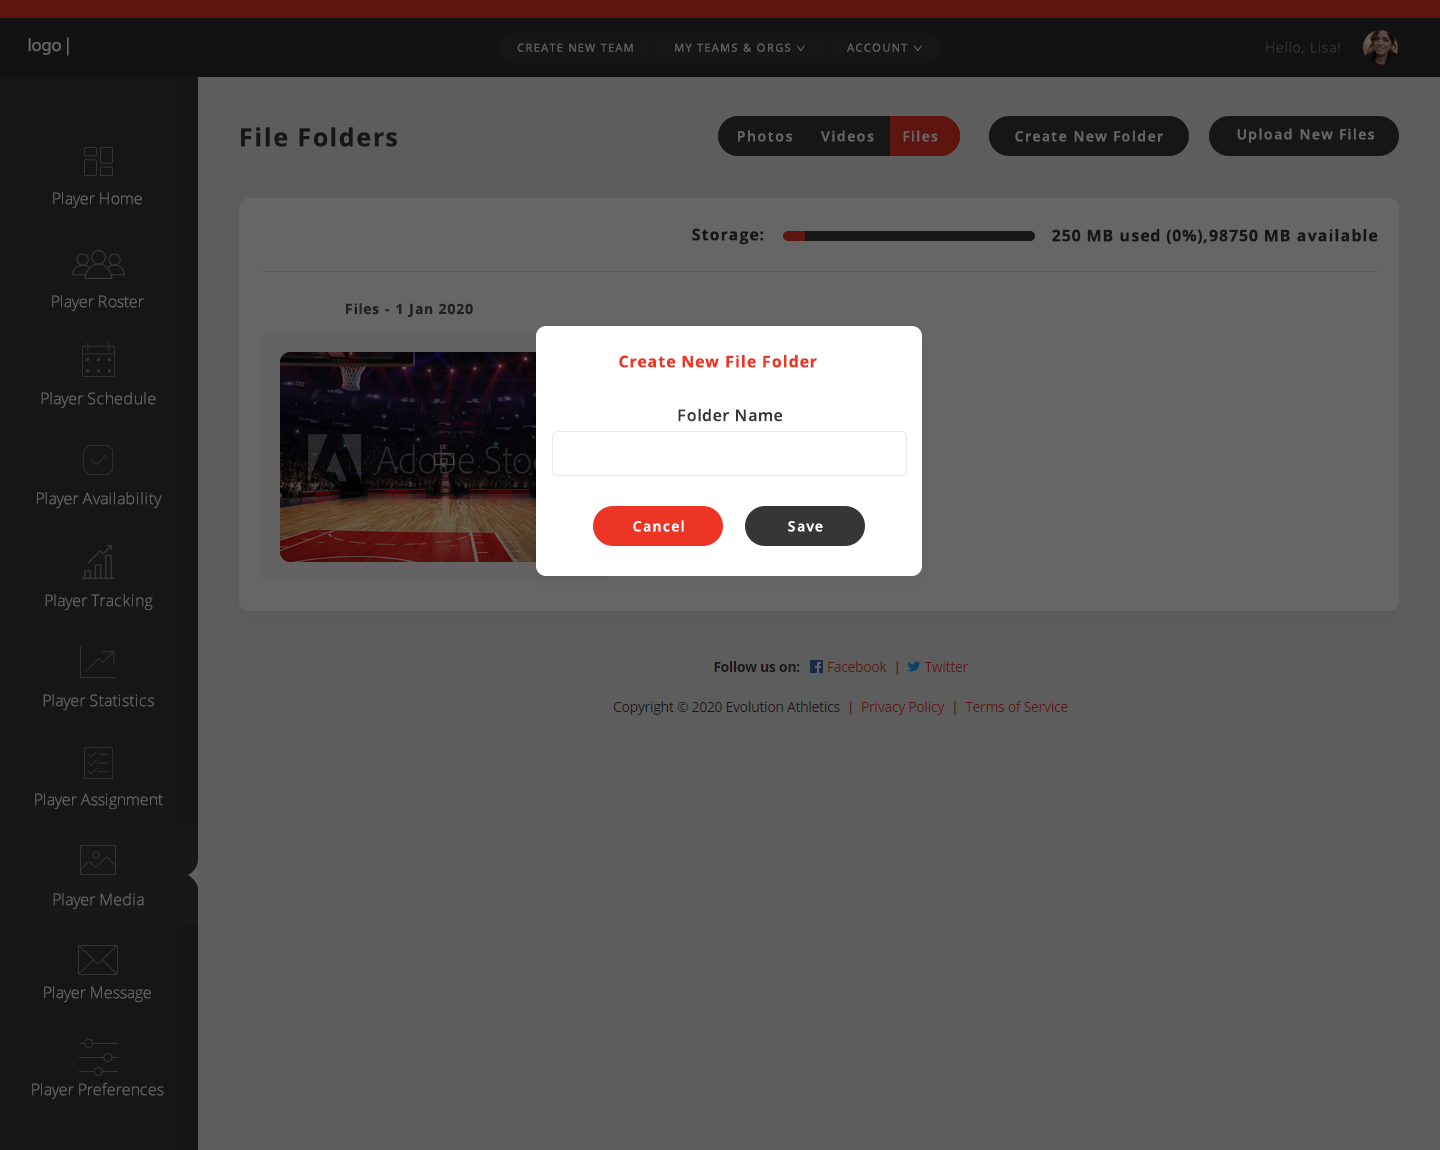 logo |
CREATE NEW TEAM
MY TEAMS & ORGS
ACCOUNT
Hello, Lisa!
File Folders
Photos
Videos
Files
Create New Folder
Upload New Files
Player Home
Player Roster
Player Schedule
Player Availability
Player Tracking
Player Statistics
Player Assignment
Player Media
Player Message
Player Preferences
Storage:
250 MB used (0%),98750 MB available
Files - 1 Jan 2020
Adobe
Create New File Folder
Folder Name
Cancel
Save
Follow us on: Facebook | Twitter
Copyright © 2020 Evolution Athletics | Privacy Policy | Terms of Service